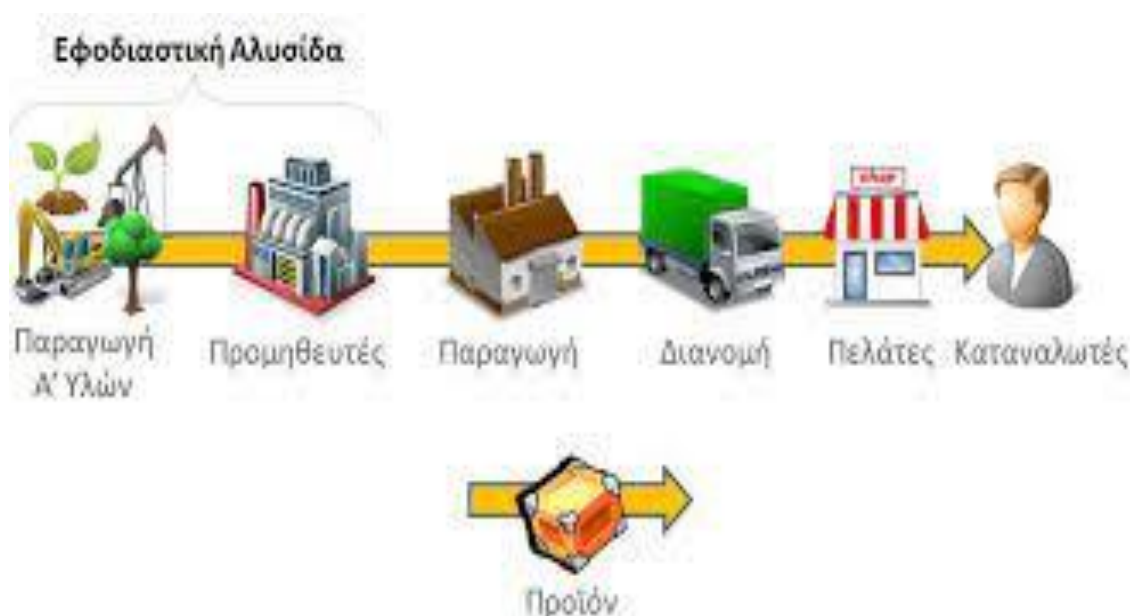 Εφοδιαστική Αλυσίδα
Παραγωγή
Α' Υλών
Προμηθευτές
Παραγωγή
Διανομή
Πελάτες
Καταναλωτές
Προϊόν